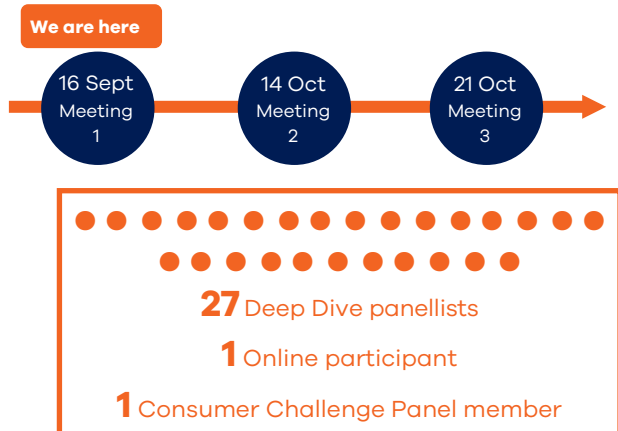 We are here
16 Sept
Meeting
1
14 Oct
Meeting
2
21 Oct
Meeting
3
27 Deep Dive panellists
1 Online participant
1 Consumer Challenge Panel member